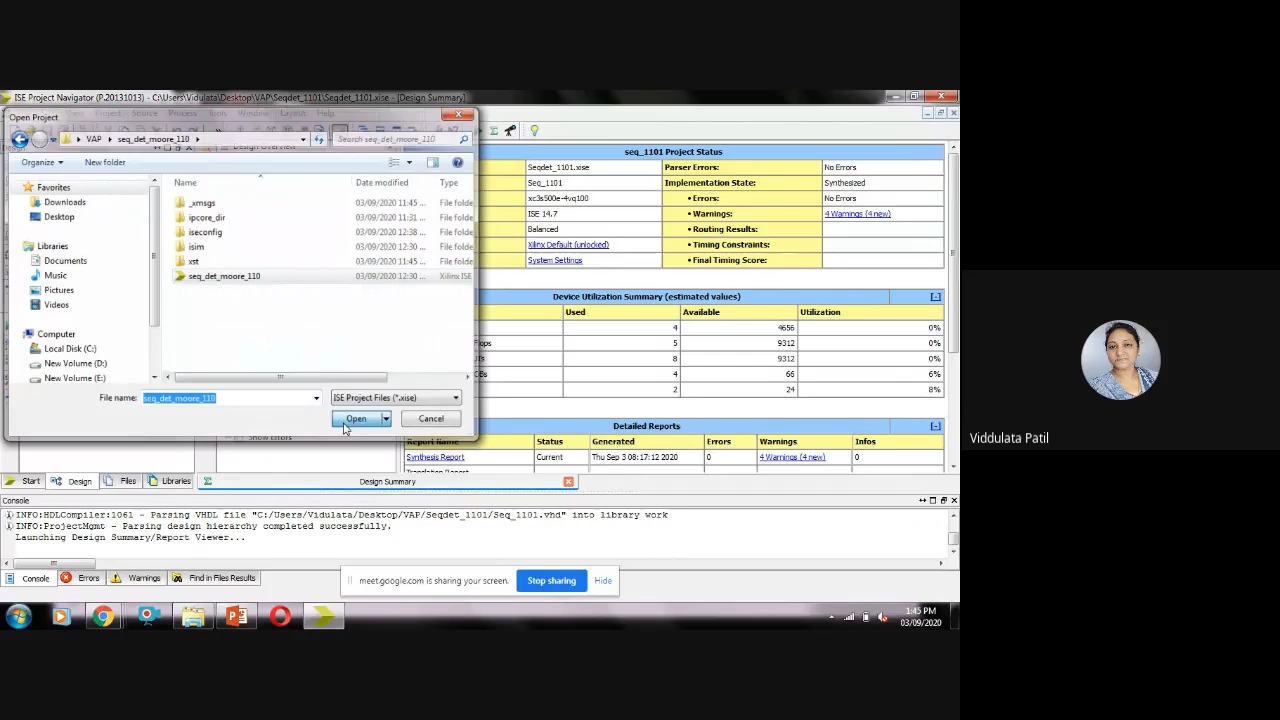 ISE Project Navigator (P.20131013) - C:\Users\Vidulata\Desktop\VAP\Seqdet_1101\Seqdet_1101.xise - [Design Summary]
Open Project
VAP
seq_det_moore_110
Search seq_det_moore_110
Organize
New folder
Favorites
Downloads
Desktop
Libraries
Documents
Music
Pictures
Videos
Computer
Local Disk (C:)
New Volume (D:)
New Volume (E:)
Name
Date modified
Type
_xmsgs
03/09/2020 11:45 ...
File folde
ipcore_dir
03/09/2020 11:31 ...
File folde
iseconfig
03/09/2020 12:38 ...
File folde
isim
03/09/2020 12:30 ...
File folde
xst
03/09/2020 11:45 ...
File folde
seq_det_moore_110
03/09/2020 12:30 ...
Xilinx ISE
File name:
seq_det_moore_110
ISE Project Files (*.xise)
Open
Cancel
seq_1101 Project Status
Seqdet_1101.xise
Parser Errors:
No Errors
Seq_1101
Implementation State:
Synthesized
xc3s500e-4vq100
• Errors:
No Errors
ISE 14.7
• Warnings:
4 Warnings (4 new)
Balanced
• Routing Results:
Xilinx Default (unlocked)
• Timing Constraints:
System Settings
• Final Timing Score:
Device Utilization Summary (estimated values)
[-]
Used
Available
Utilization
4
4656
0%
5
9312
0%
8
9312
0%
4
66
6%
2
24
8%
Detailed Reports
[-]
Report Name
Status
Generated
Errors
Warnings
Infos
Synthesis Report
Current
Thu Sep 3 08:17:12 2020
0
4 Warnings (4 new)
0
Translation Report
Start
Design
Files
Libraries
Design Summary
Console
INFO:HDLCompiler:1061 - Parsing VHDL file "C:/Users/Vidulata/Desktop/VAP/Seqdet_1101/Seq_1101.vhd" into library work
INFO:ProjectMgmt - Parsing design hierarchy completed successfully.
Launching Design Summary/Report Viewer...
Console
Errors
Warnings
Find in Files Results
meet.google.com is sharing your screen.
Stop sharing
Hide
1:45 PM
03/09/2020
Viddulata Patil